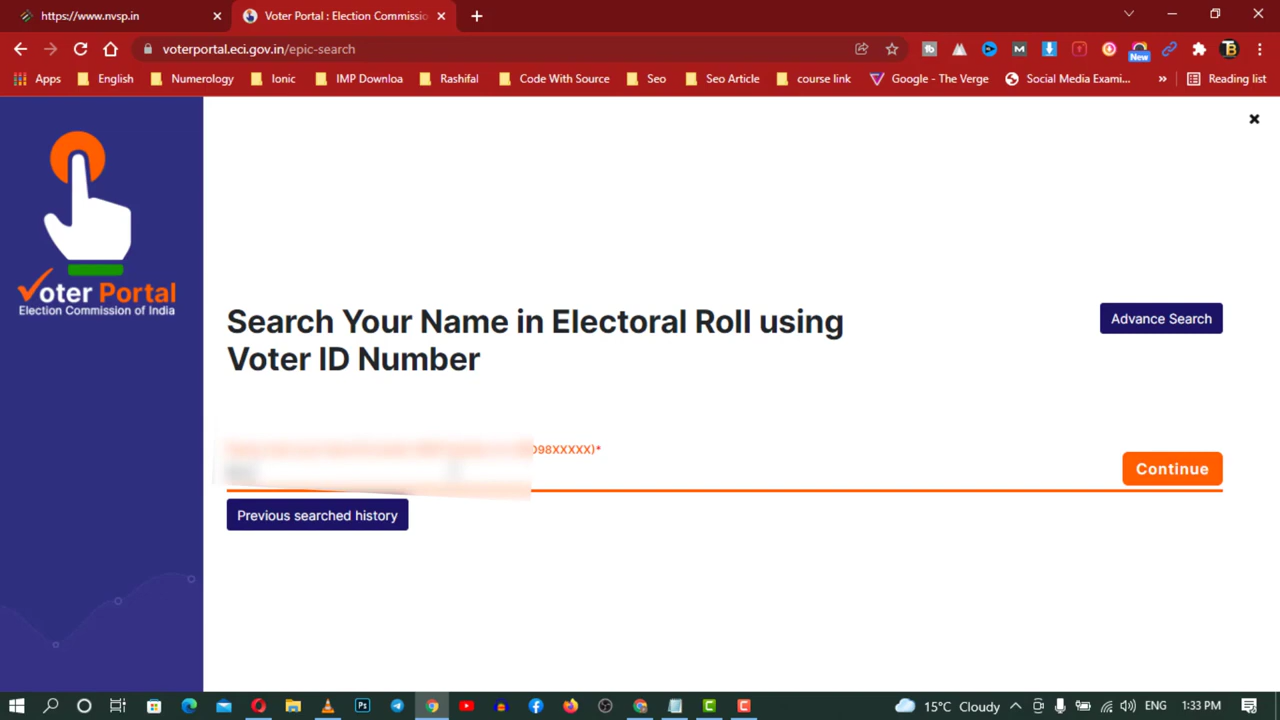 https://www.nvsp.in
Voter Portal : Election Commissio
voterportal.eci.gov.in/epic-search
New
Apps
English
Numerology
Ionic
IMP Downloa
Rashifal
Code With Source
Seo
Seo Article
course link
Google - The Verge
Social Media Exami...
»
Reading list
Voter Portal
Election Commission of India
Search Your Name in Electoral Roll using
Voter ID Number
Advance Search
098XXXXX)*
Continue
Previous searched history
15°C Cloudy
ENG
1:33 PM